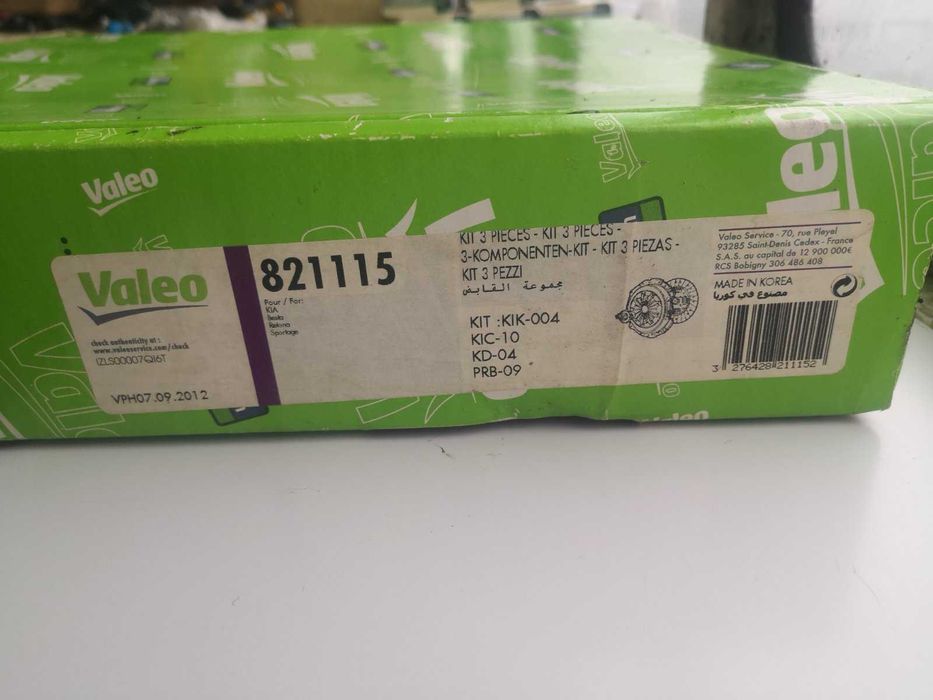 Valeo
Valeo
check authenticity at :
www.valeoservice.com/check
VPH07.09.2012
821115
Pour / For:
KIA
Besta
Retona
Sportage
KIT 3 PIECES - KIT 3 PIECES -
3-KOMPONENTEN-KIT - KIT 3 PIEZAS -
KIT 3 PEZZI
مجموعة القابض
KIT :KIK-004
KIC-10
KD-04
PRB-09
Valeo Service - 70, rue Pleyel
93285 Saint-Denis Cedex - France
S.A.S. au capital de 12 900 000€
RCS Bobigny 306 486 408
MADE IN KOREA
مصنوع في كوريا
3 276428 211152